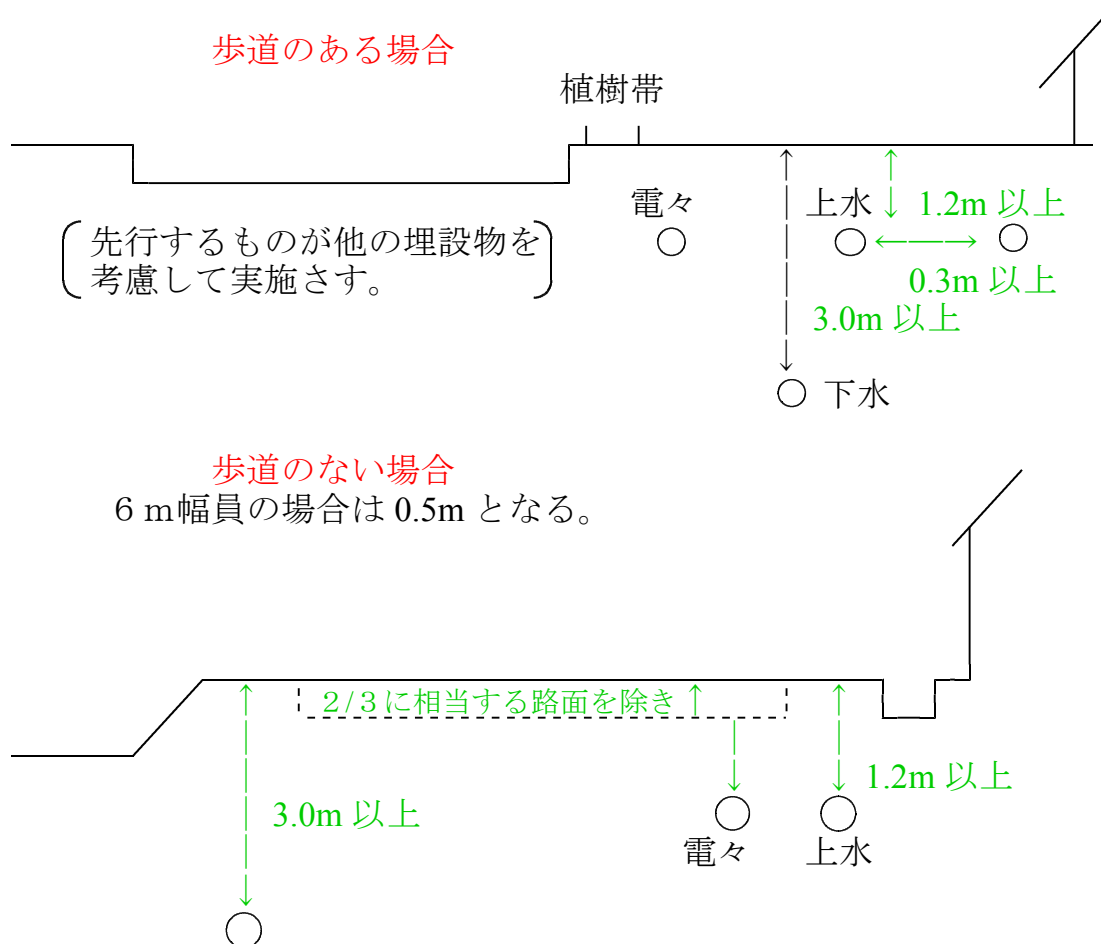 歩道のある場合
植樹帯
電々
上水
1.2m 以上
先行するものが他の埋設物を
考慮して実施さす。
0.3m 以上
3.0m 以上
下水
歩道のない場合
６ｍ幅員の場合は 0.5m となる。
２/３に相当する路面を除き
1.2m 以上
3.0m 以上
電々
上水